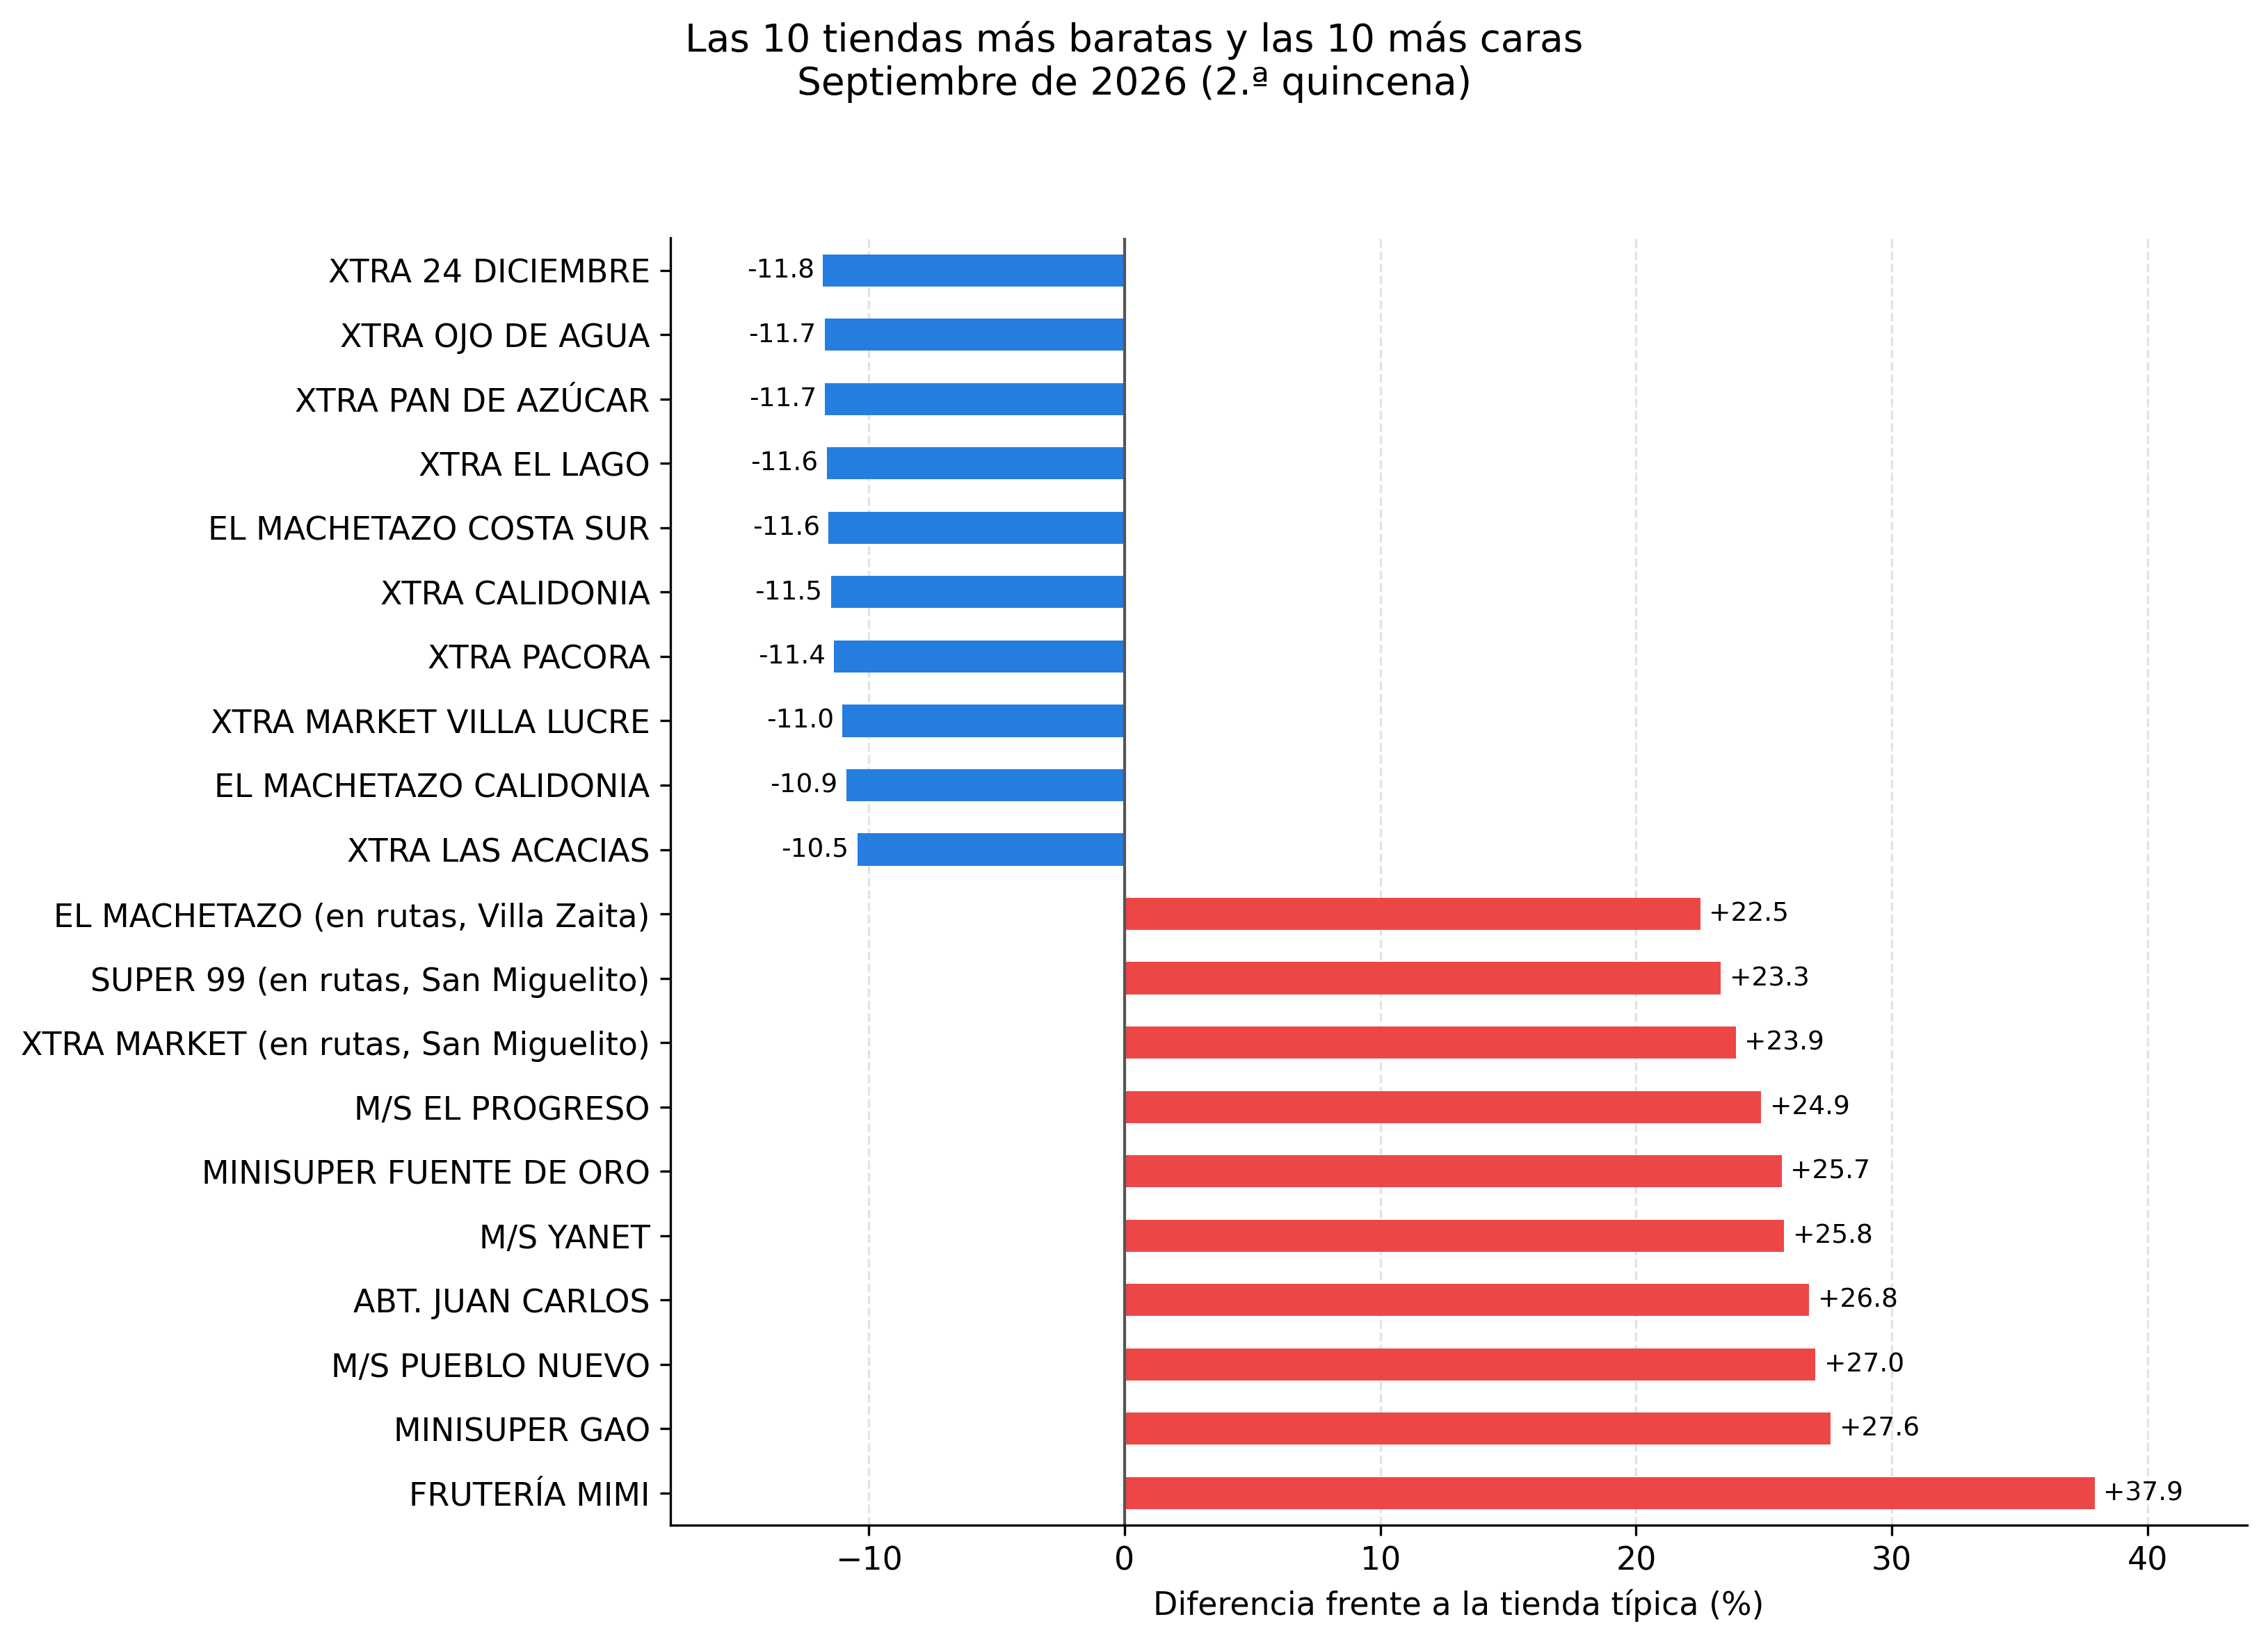 Las 10 tiendas más baratas y las 10 más caras
Septiembre de 2026 (2.ª quincena)
XTRA 24 DICIEMBRE -11.8
XTRA OJO DE AGUA -11.7
XTRA PAN DE AZÚCAR -11.7
XTRA EL LAGO -11.6
EL MACHETAZO COSTA SUR -11.6
XTRA CALIDONIA -11.5
XTRA PACORA -11.4
XTRA MARKET VILLA LUCRE -11.0
EL MACHETAZO CALIDONIA -10.9
XTRA LAS ACACIAS -10.5
EL MACHETAZO (en rutas, Villa Zaita) +22.5
SUPER 99 (en rutas, San Miguelito) +23.3
XTRA MARKET (en rutas, San Miguelito) +23.9
M/S EL PROGRESO +24.9
MINISUPER FUENTE DE ORO +25.7
M/S YANET +25.8
ABT. JUAN CARLOS +26.8
M/S PUEBLO NUEVO +27.0
MINISUPER GAO +27.6
FRUTERÍA MIMI +37.9
−10 0 10 20 30 40
Diferencia frente a la tienda típica (%)